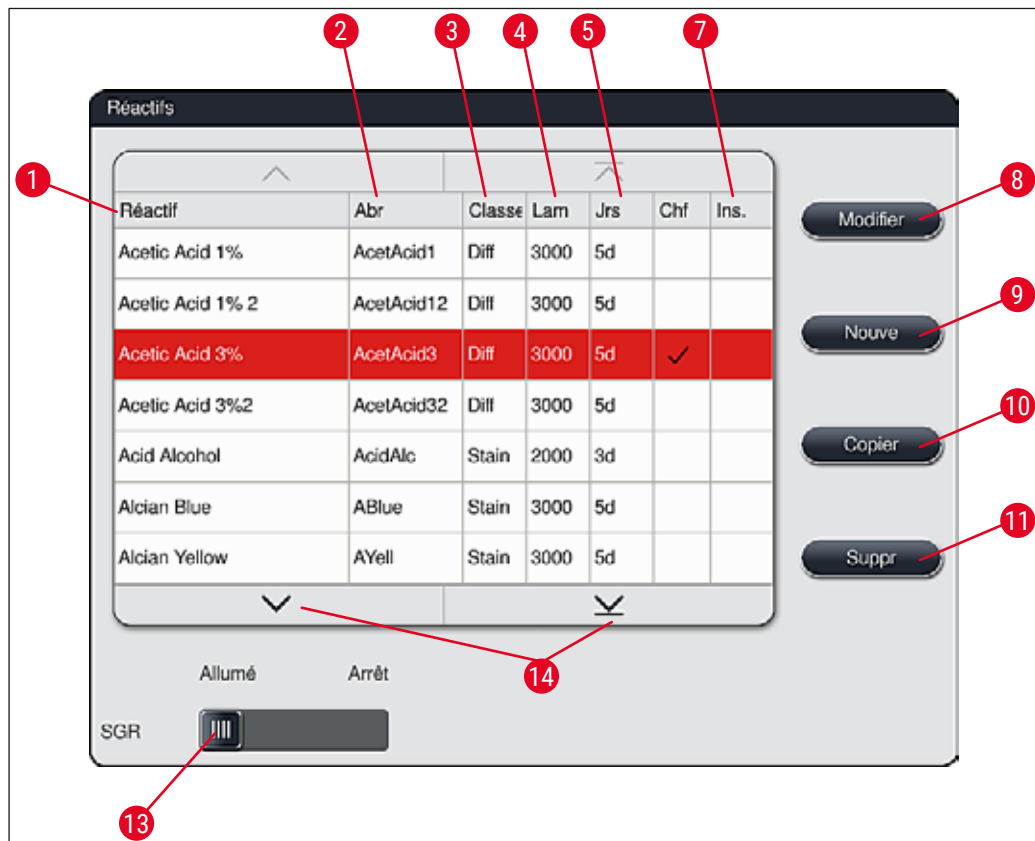 2 3 4 5 7
Réactifs
1
8
Réactif Abr Classe Lam Jrs Chf Ins.
Modifier
Acetic Acid 1% AcetAcid1 Diff 3000 5d
Acetic Acid 1% 2 AcetAcid12 Diff 3000 5d
9
Nouve
Acetic Acid 3% AcetAcid3 Diff 3000 5d ✓
Acetic Acid 3%2 AcetAcid32 Diff 3000 5d
10
Copier
Acid Alcohol AcidAlc Stain 2000 3d
Alcian Blue ABlue Stain 3000 5d
11
Alcian Yellow AYell Stain 3000 5d
Suppr
14
Allumé Arrêt
SGR
13